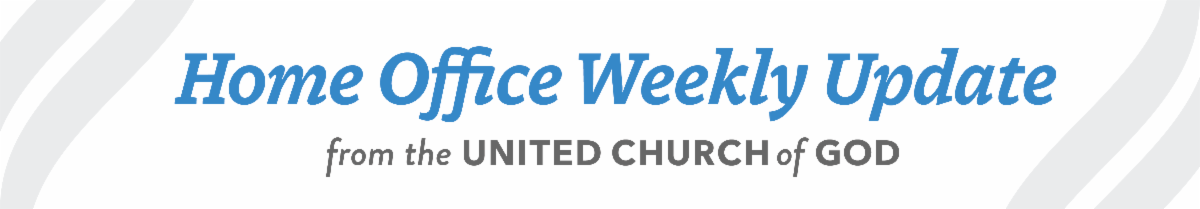 Home Office Weekly Update
from the UNITED CHURCH of GOD